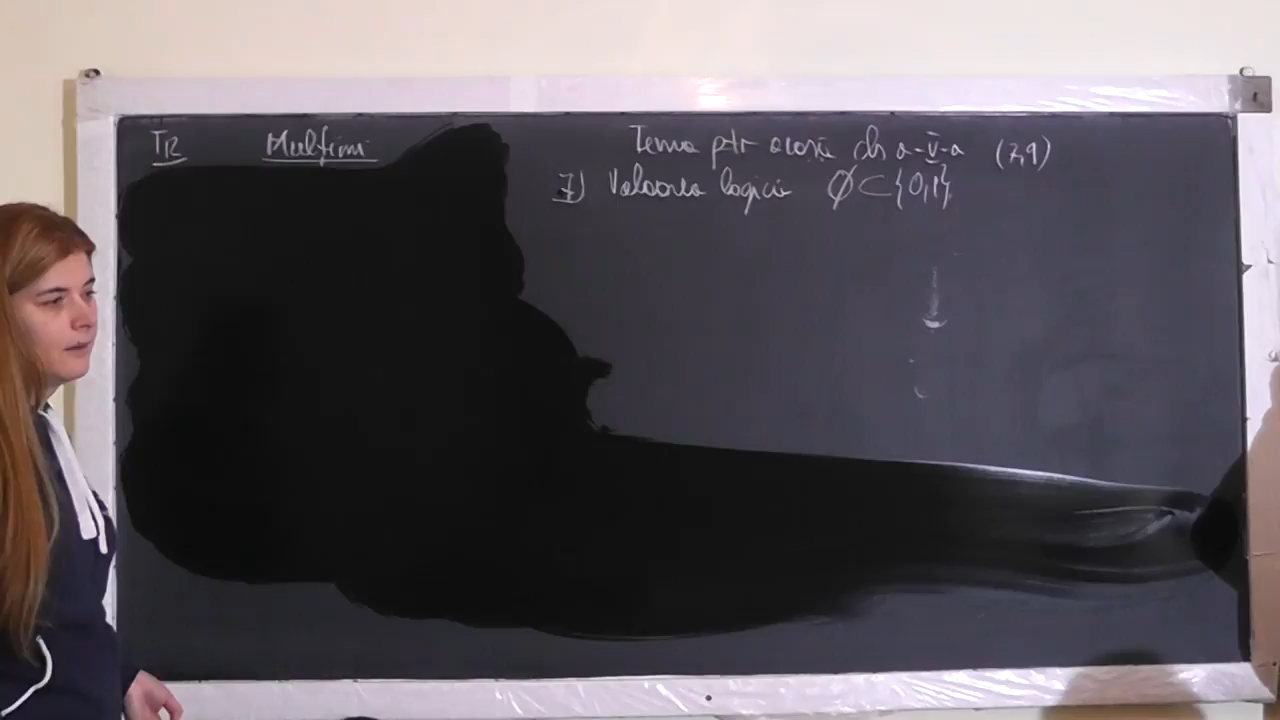 TR
Mulțimi
Tema ptr acasă cls a-V-a (7,9)
7) Valoarea logică ∅⊂{0,1}